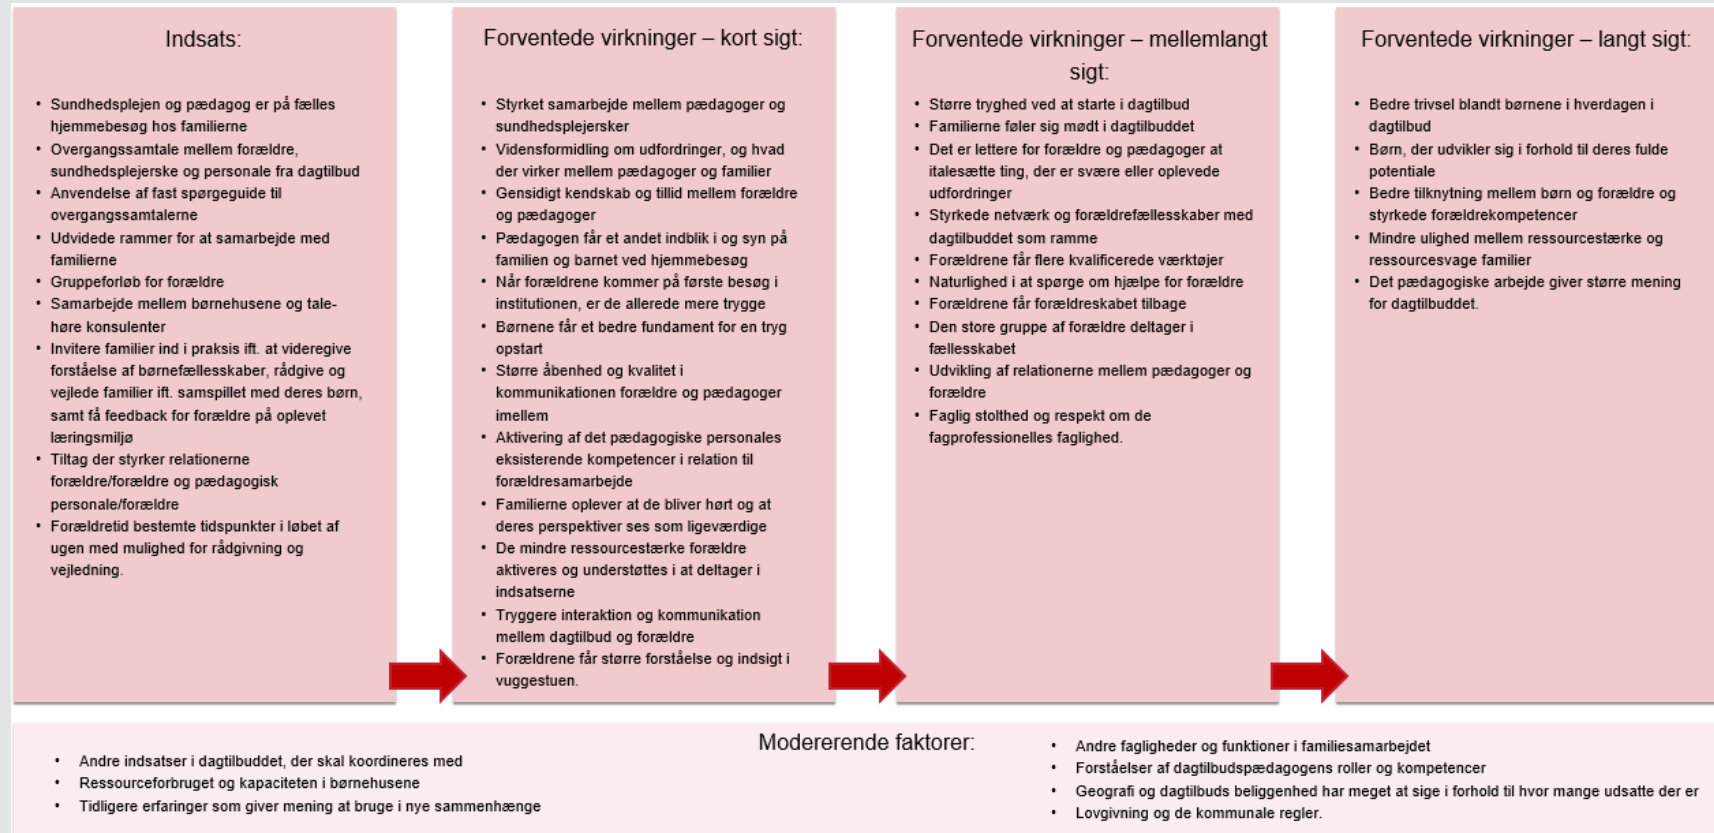 Indsats:
• Sundhedsplejen og pædagog er på fælles
hjemmebesøg hos familierne
• Overgangssamtale mellem forældre,
sundhedsplejerske og personale fra dagtilbud
• Anvendelse af fast spørgeguide til
overgangssamtalerne
• Udvidede rammer for at samarbejde med
familierne
• Gruppeforløb for forældre
• Samarbejde mellem børnehusene og tale-
høre konsulenter
• Invitere familier ind i praksis ift. at videregive
forståelse af børnefællesskaber, rådgive og
vejlede familier ift. samspillet med deres børn,
samt få feedback for forældre på oplevet
læringsmiljø
• Tiltag der styrker relationerne
forældre/forældre og pædagogisk
personale/forældre
• Forældretid bestemte tidspunkter i løbet af
ugen med mulighed for rådgivning og
vejledning.
Forventede virkninger – kort sigt:
• Styrket samarbejde mellem pædagoger og
sundhedsplejersker
• Vidensformidling om udfordringer, og hvad
der virker mellem pædagoger og familier
• Gensidigt kendskab og tillid mellem forældre
og pædagoger
• Pædagogen får et andet indblik i og syn på
familien og barnet ved hjemmebesøg
• Når forældrene kommer på første besøg i
institutionen, er de allerede mere trygge
• Børnene får et bedre fundament for en tryg
opstart
• Større åbenhed og kvalitet i
kommunikationen forældre og pædagoger
imellem
• Aktivering af det pædagogiske personales
eksisterende kompetencer i relation til
forældresamarbejde
• Familierne oplever at de bliver hørt og at
deres perspektiver ses som ligeværdige
• De mindre ressourcestærke forældre
aktiveres og understøttes i at deltager i
indsatserne
• Tryggere interaktion og kommunikation
mellem dagtilbud og forældre
• Forældrene får større forståelse og indsigt i
vuggestuen.
Forventede virkninger – mellemlangt
sigt:
• Større tryghed ved at starte i dagtilbud
• Familierne føler sig mødt i dagtilbuddet
• Det er lettere for forældre og pædagoger at
italesætte ting, der er svære eller oplevede
udfordringer
• Styrkede netværk og forældrefællesskaber med
dagtilbuddet som ramme
• Forældrene får flere kvalificerede værktøjer
• Naturlighed i at spørge om hjælpe for forældre
• Forældrene får forældreskabet tilbage
• Den store gruppe af forældre deltager i
fællesskabet
• Udvikling af relationerne mellem pædagoger og
forældre
• Faglig stolthed og respekt om de
fagprofessionelles faglighed.
Forventede virkninger – langt sigt:
• Bedre trivsel blandt børnene i hverdagen i
dagtilbud
• Børn, der udvikler sig i forhold til deres fulde
potentiale
• Bedre tilknytning mellem børn og forældre og
styrkede forældrekompetencer
• Mindre ulighed mellem ressourcestærke og
ressourcesvage familier
• Det pædagogiske arbejde giver større mening
for dagtilbuddet.
Modererende faktorer:
• Andre indsatser i dagtilbuddet, der skal koordineres med
• Ressourceforbruget og kapaciteten i børnehusene
• Tidligere erfaringer som giver mening at bruge i nye sammenhænge
• Andre fagligheder og funktioner i familiesamarbejdet
• Forståelser af dagtilbudspædagogens roller og kompetencer
• Geografi og dagtilbuds beliggenhed har meget at sige i forhold til hvor mange udsatte der er
• Lovgivning og de kommunale regler.